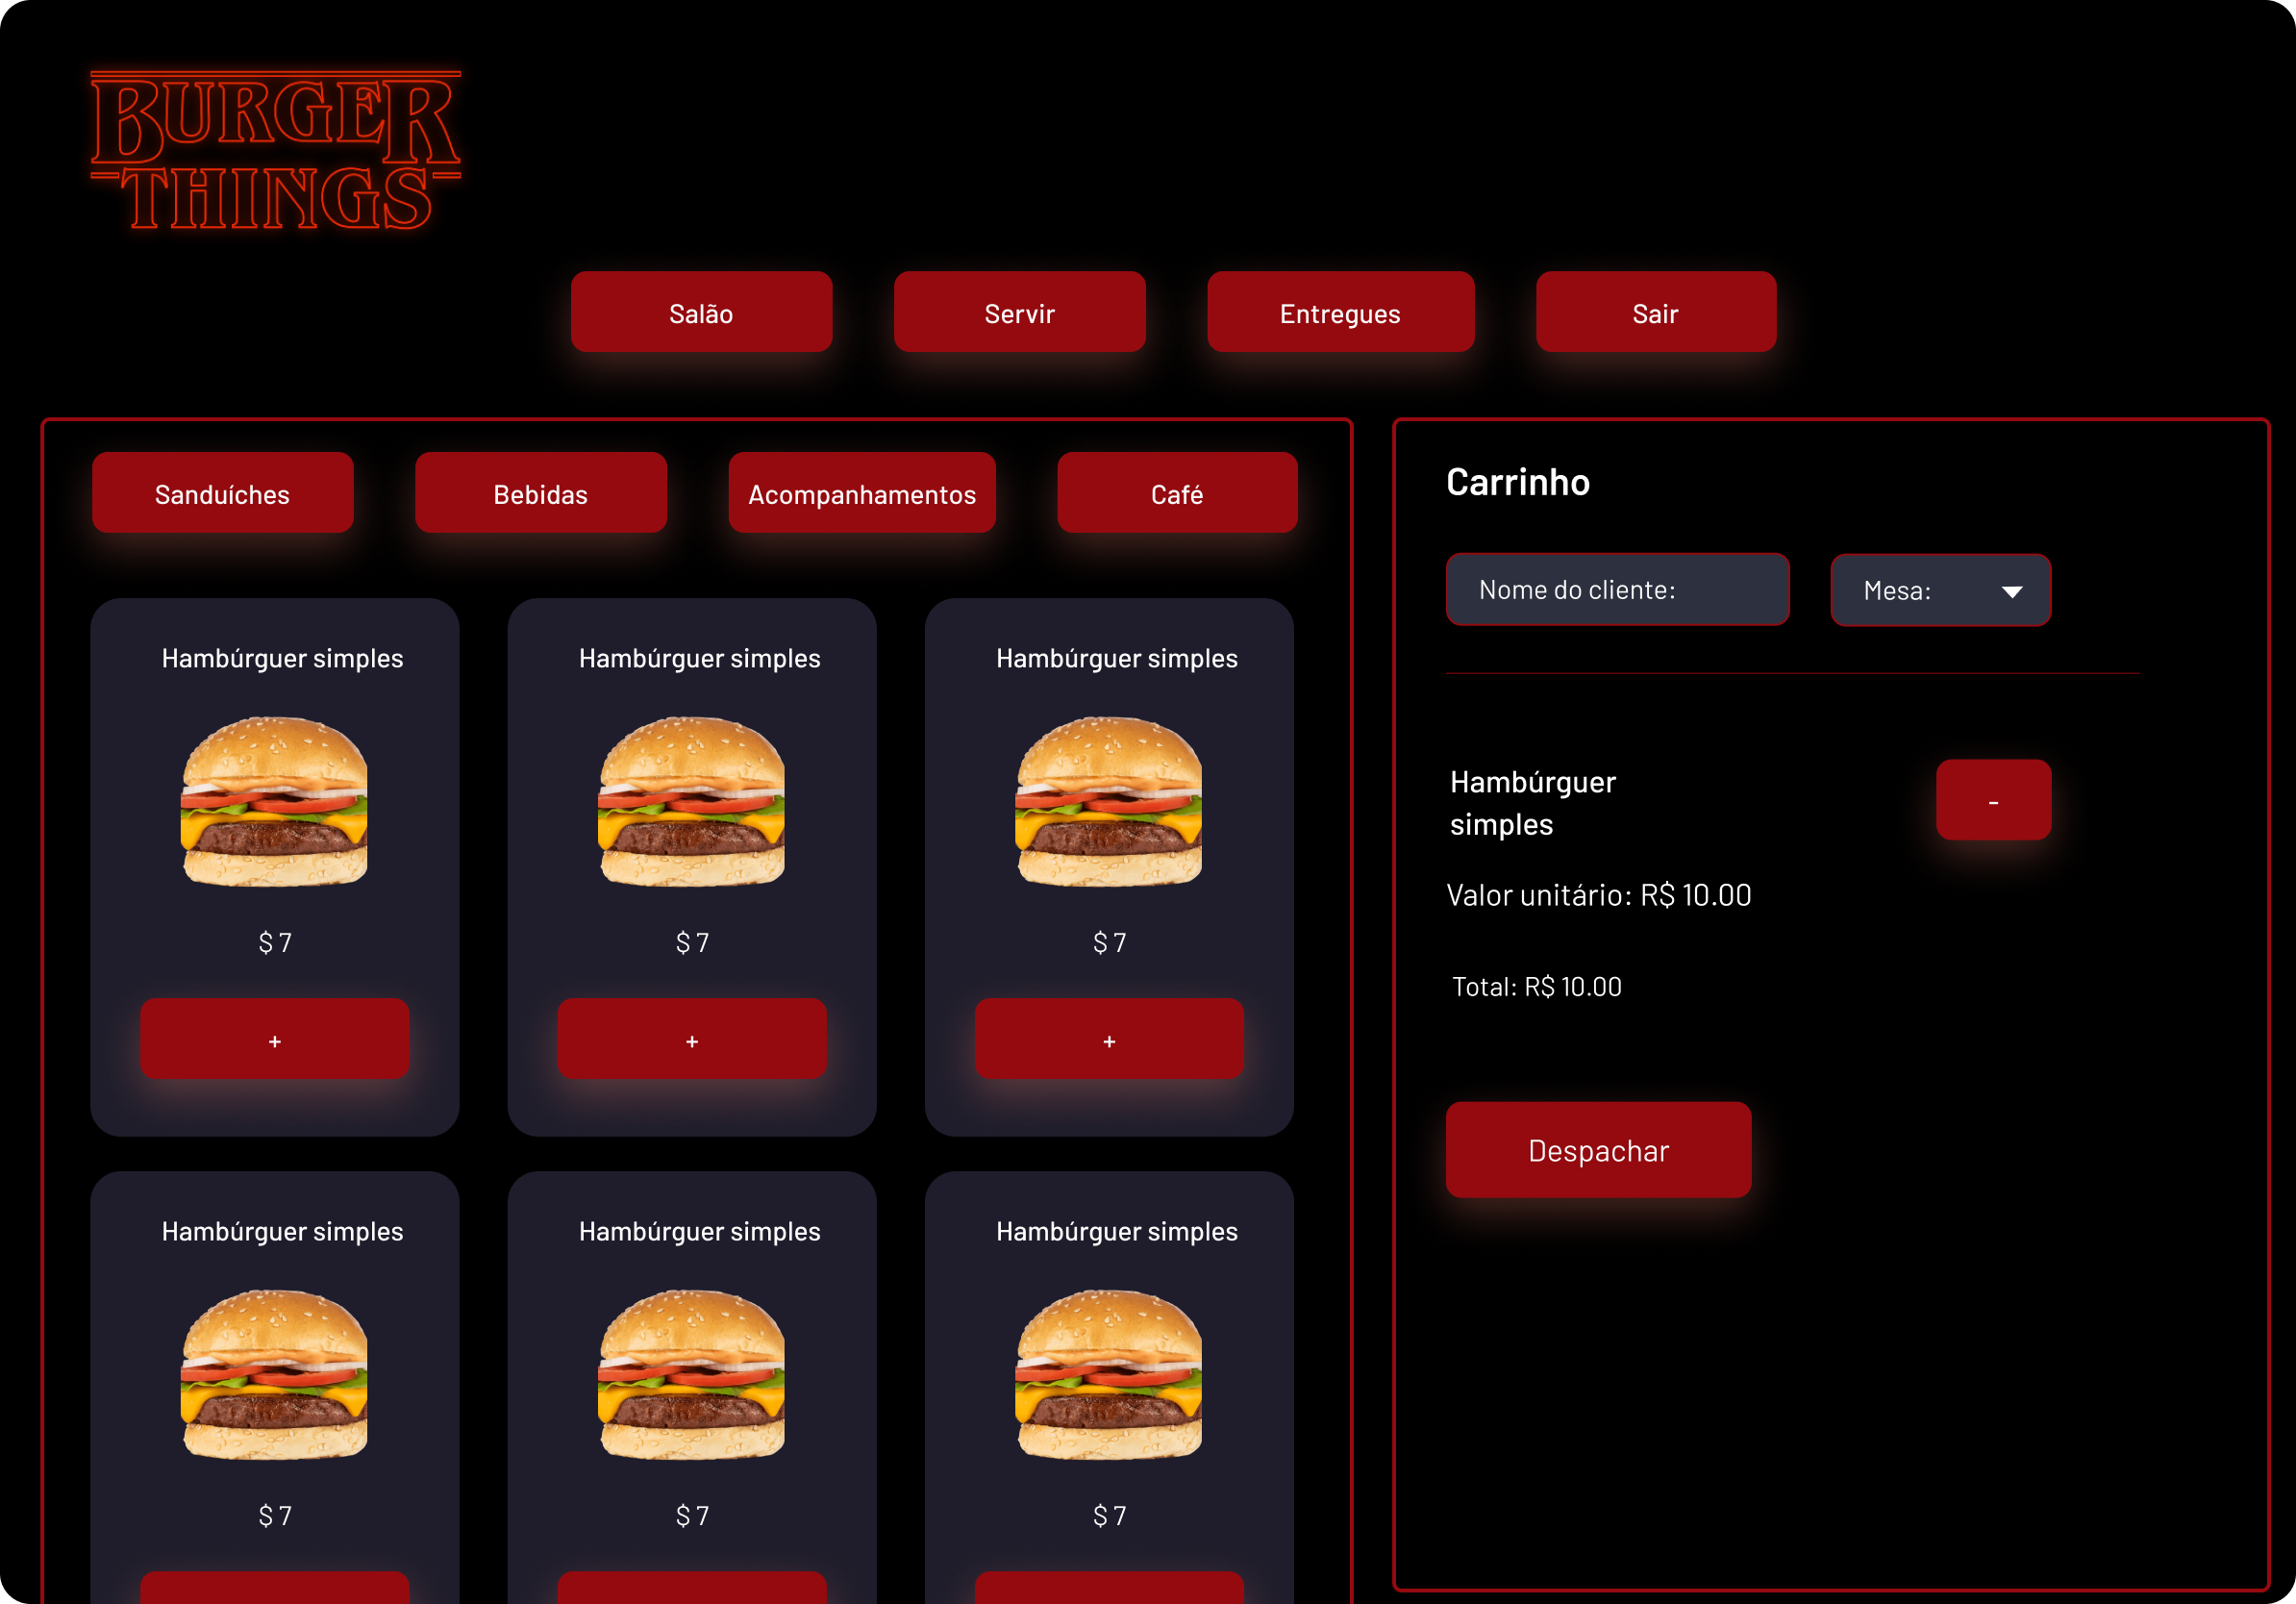 BURGER
THINGS
Salão
Servir
Entregues
Sair
Sanduíches
Bebidas
Acompanhamentos
Café
Hambúrguer simples
$ 7
+
Hambúrguer simples
$ 7
+
Hambúrguer simples
$ 7
+
Hambúrguer simples
$ 7
Hambúrguer simples
$ 7
Hambúrguer simples
$ 7
Carrinho
Nome do cliente:
Mesa:
Hambúrguer
simples
-
Valor unitário: R$ 10.00
Total: R$ 10.00
Despachar